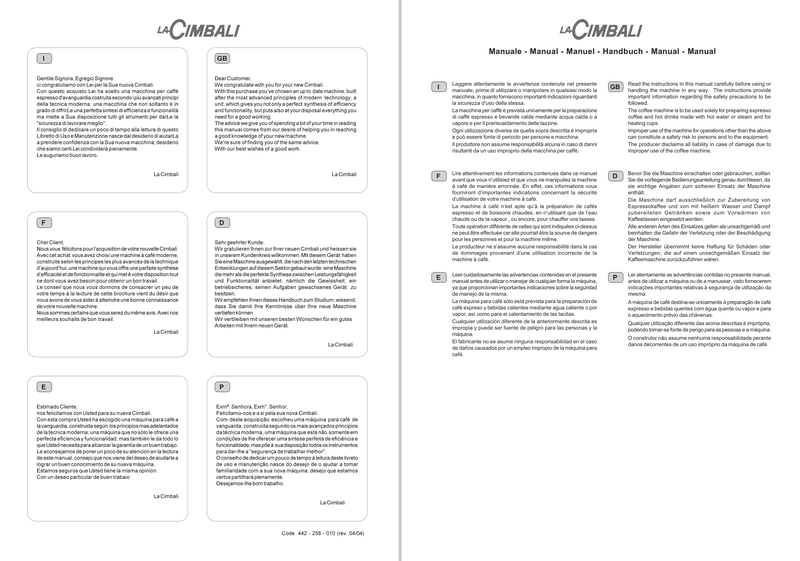 LA CIMBALI
I
Gentile Signora, Egregio Signore
ci congratuliamo con Lei per la Sua nuova Cimbali.
Con questo acquisto Lei ha scelto una macchina per caffè
espresso d'avanguardia costruita secondo i più avanzati principi
della tecnica moderna; una macchina che non soltanto è in
grado di offrirLe una perfetta sintesi di efficienza e funzionalità
ma mette a Sua disposizione tutti gli strumenti per darLe la
"sicurezza di lavorare meglio".
Il consiglio di dedicare un poco di tempo alla lettura di questo
Libretto di Uso e Manutenzione nasce dal desiderio di aiutarLa
a prendere confidenza con la Sua nuova macchina; desiderio
che siamo certi Lei condividerà pienamente.
Le auguriamo buon lavoro.
La Cimbali
GB
Dear Customer,
We congratulate with you for your new Cimbali.
With this purchase you've chosen an up to date machine, built
after the most advanced principles of modern technology, a
unit, which gives you not only a perfect synthesis of efficiency
and functionality, but puts also at your disposal everything you
need for good working.
The advice we give you of spending a bit of your time in reading
this manual comes from our desire of helping you in reaching
a good knowledge of your new machine.
We're sure of finding you of the same advice.
With our best wishes of a good work.
La Cimbali
F
Cher Client,
Nous vous félicitons pour l'acquisition de votre nouvelle Cimbali.
Avec cet achat vous avez choisi une machine à café moderne,
construite selon les principes les plus avancés de la technique
d'aujourd'hui, une machine qui vous offre une parfaite synthèse
d'efficacité et de fonctionnalité et qui met à votre disposition tout
ce dont vous avez besoin pour obtenir un bon travail.
Le conseil que vous donnons de consacrer un peu de
votre temps à la lecture de cette brochure vient du désir que
nous avons de vous aider à atteindre une bonne connaissance
de votre nouvelle machine.
Nous sommes certains que vous serez du même avis. Avec nos
meilleurs souhaits de bon travail.
La Cimbali
D
Sehr geehrter Kunde,
Wir gratulieren Ihnen zur Ihrer neuen Cimbali und heissen sie
in unserem Kundenkreis willkommen. Mit diesem Gerät haben
Sie eine Maschine ausgewählt, die nach den letzten technischen
Entwicklungen auf diesem Sektor gebaut wurde: eine Maschine
die mehr als die perfekte Synthese zwischen Leistungsfähigkeit
und Funktionalität anbietet; nämlich die Gewissheit, ein
betriebsicheres, seinen Aufgaben gewachsenes Gerät zu
besitzen.
Wir empfehlen Ihnen dieses Handbuch zum Studium, wissend,
dass Sie damit Ihre Kenntnisse über Ihre neue Maschine
vertiefen können.
Wir verbleiben mit unseren besten Wünschen für ein gutes
Arbeiten mit Ihrem neuen Gerät.
La Cimbali
E
Estimado Cliente,
nos felicitamos con Usted para su nueva Cimbali.
Con esta compra Usted ha escogido una máquina para café a
la vanguardia, construida según los principios mas adelantados
de la técnica moderna; una máquina que no sólo le ofrece una
perfecta eficiencia y funcionalidad, mas también le da todo lo
que Usted necesita para alcanzar la garantía de un buen trabajo.
Le aconsejamos de poner un poco de su atención en la lectura
de este manual, consejo que nos viene del deseo de aiudarle a
lograr un buen conocimiento de su nueva máquina.
Estamos seguros que Usted tiene la misma opinión.
Con un deseo particular de buen trabaio
La Cimbali
P
Exmª. Senhora, Exm°. Senhor,
Felicitamo-nos e a si pela sua nova Cimbali.
Com deste acquisição escolheu uma máquina para café de
vanguarda, construida segundo os mais avançados principios
da técnica moderna, uma máquina que está não somente em
condições de lhe oferecer uma síntese perfeita de eficiência e
funcionalidade, mas põe à sua disposição todos os instrumentos
para dar-lhe a "segurança de trabalhar melhor".
O conselho de dedicar um pouco de tempo à leitura deste livreto
de uso e manutenção nasce do desejo de o ajudar a tomar
familiaridade com a sua nova máquina; desejo que estamos
certos partilhará plenamente.
Desejamos-lhe bom trabalho:
La Cimbali
Code 442 - 258 - 010 (rev. 04/04)
LA CIMBALI
Manuale - Manual - Manuel - Handbuch - Manual - Manual
I
Leggere attentamente le avvertenze contenute nel presente
manuale, prima di utilizzare o manipolare in qualsiasi modo la
macchina, in quanto forniscono importanti indicazioni riguardanti
la sicurezza d'uso della stessa.
La macchina per caffè è prevista unicamente per la preparazione
di caffè espresso e bevande calde mediante acqua calda o a
vapore e per il preriscaldamento delle tazzine.
Ogni utilizzazione diversa da quella sopra descritta è impropria
e può essere fonte di pericolo per persone e macchina.
Il produttore non assume responsabilità alcuna in caso di danni
risultati da un uso improprio della macchina per caffè.
GB
Read the instructions in this manual carefully before using or
handling the machine in any way. The instructions provide
important information regarding the safety precautions to be
followed.
The coffee machine is to be used solely for preparing espresso
coffee and hot drinks made with hot water or steam and for
heating cups.
Improper use of the machine for operations other than the above
can constitute a safety risk to persons and to the equipment.
The producer disclaims all liability in case of damage due to
improper use of the coffee machine.
F
Lire attentivement les informations contenues dans ce manuel
avant que vous n'utilisiez et que vous ne manipuliez la machine
à café de manière erronnée. En effet, ces informations vous
fourniront d'importantes indications concernant la sécurité
d'utilisation de la machine.
La machine à café n'est apte qu'à la préparation de cafés
espresso et de boissons chaudes, en n'utilisant que de l'eau
chaude ou de la vapeur, ou encore, pour chauffer vos tasses.
Toute opération différente de celles qui sont indiquées ci-dessus
ne peut être effectuée car elle pourrait être la source de dangers
pour les personnes et pour la machine même.
Le producteur ne s'assume aucune responsabilité dans le cas
de dommages provenant d'une utilisation incorrecte de la
machine à café.
D
Bevor Sie die Maschine einschalten oder gebrauchen, sollten
Sie die vorliegende Bedienungsanleitung genau durchlesen, da
sie wichtige Angaben zum sicheren Einsatz der Maschine
enthält.
Die Maschine darf ausschließlich zur Zubereitung von
Espressokaffee und von mit heißem Wasser und Dampf
zubereiteten Getränken sowie zum Vorwärmen von
Kaffeetassen eingesetzt werden.
Alle anderen Arten des Einsatzes gelten als unsachgemäß und
beinhalten die Gefahr der Verletzung oder der Beschädigung
der Maschine.
Der Hersteller übernimmt keine Haftung für Schäden oder
Verletzungen, die auf einen unsachgemäßen Einsatz der
Kaffeemaschine zurückzuführen sind.
E
Leer cuidadosamente las advertencias contenidas en el presente
manual antes de utilizar o manejar de cualquier forma la máquina,
ya que proporcionan importantes indicaciones sobre la seguridad
de manejo de la misma.
La máquina para café sólo está prevista para la preparación de
café expreso y bebidas calientes mediante agua caliente o por
vapor, así como para el calentamiento de las tacitas.
Cualquier utilización diferente de la anteriormente descrita es
impropia y puede ser fuente de peligro para las personas y la
máquina.
El fabricante no se asume ninguna responsabilidad en el caso
de daños causados por un empleo impropio de la máquina para
café.
P
Ler atentamente as advertências contidas no presente manual,
antes de utilizar a máquina ou de a manusear, visto fornecerem
indicações importantes relativas à segurança de utilização da
mesma.
A máquina de café destina-se unicamente à preparação de café
expresso e bebidas quentes com água quente ou vapor e para
o aquecimento prévio das chávenas.
Qualquer utilização diferente das acima descritas é imprópria,
podendo tornar-se fonte de perigo para as pessoas e a máquina.
O construtor não assume nenhuma responsabilidade perante
danos decorrentes de um uso impróprio da máquina de café.